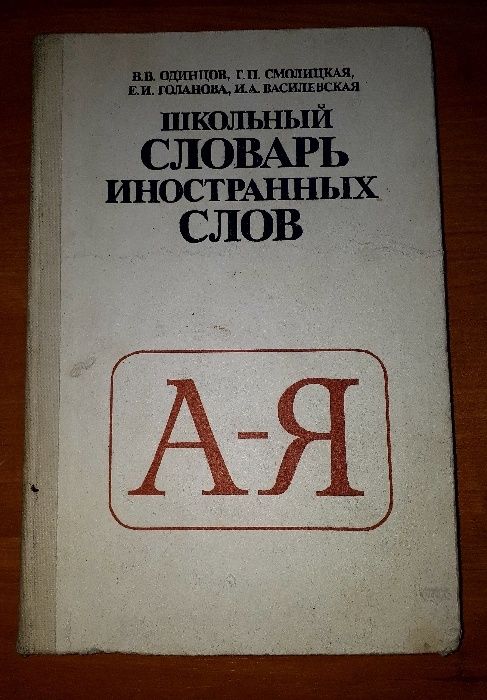 В.В. ОДИНЦОВ, Г.П. СМОЛИЦКАЯ,
Е.И. ГОЛАНОВА, И.А. ВАСИЛЕВСКАЯ
ШКОЛЬНЫЙ
СЛОВАРЬ
ИНОСТРАННЫХ
СЛОВ
А-Я